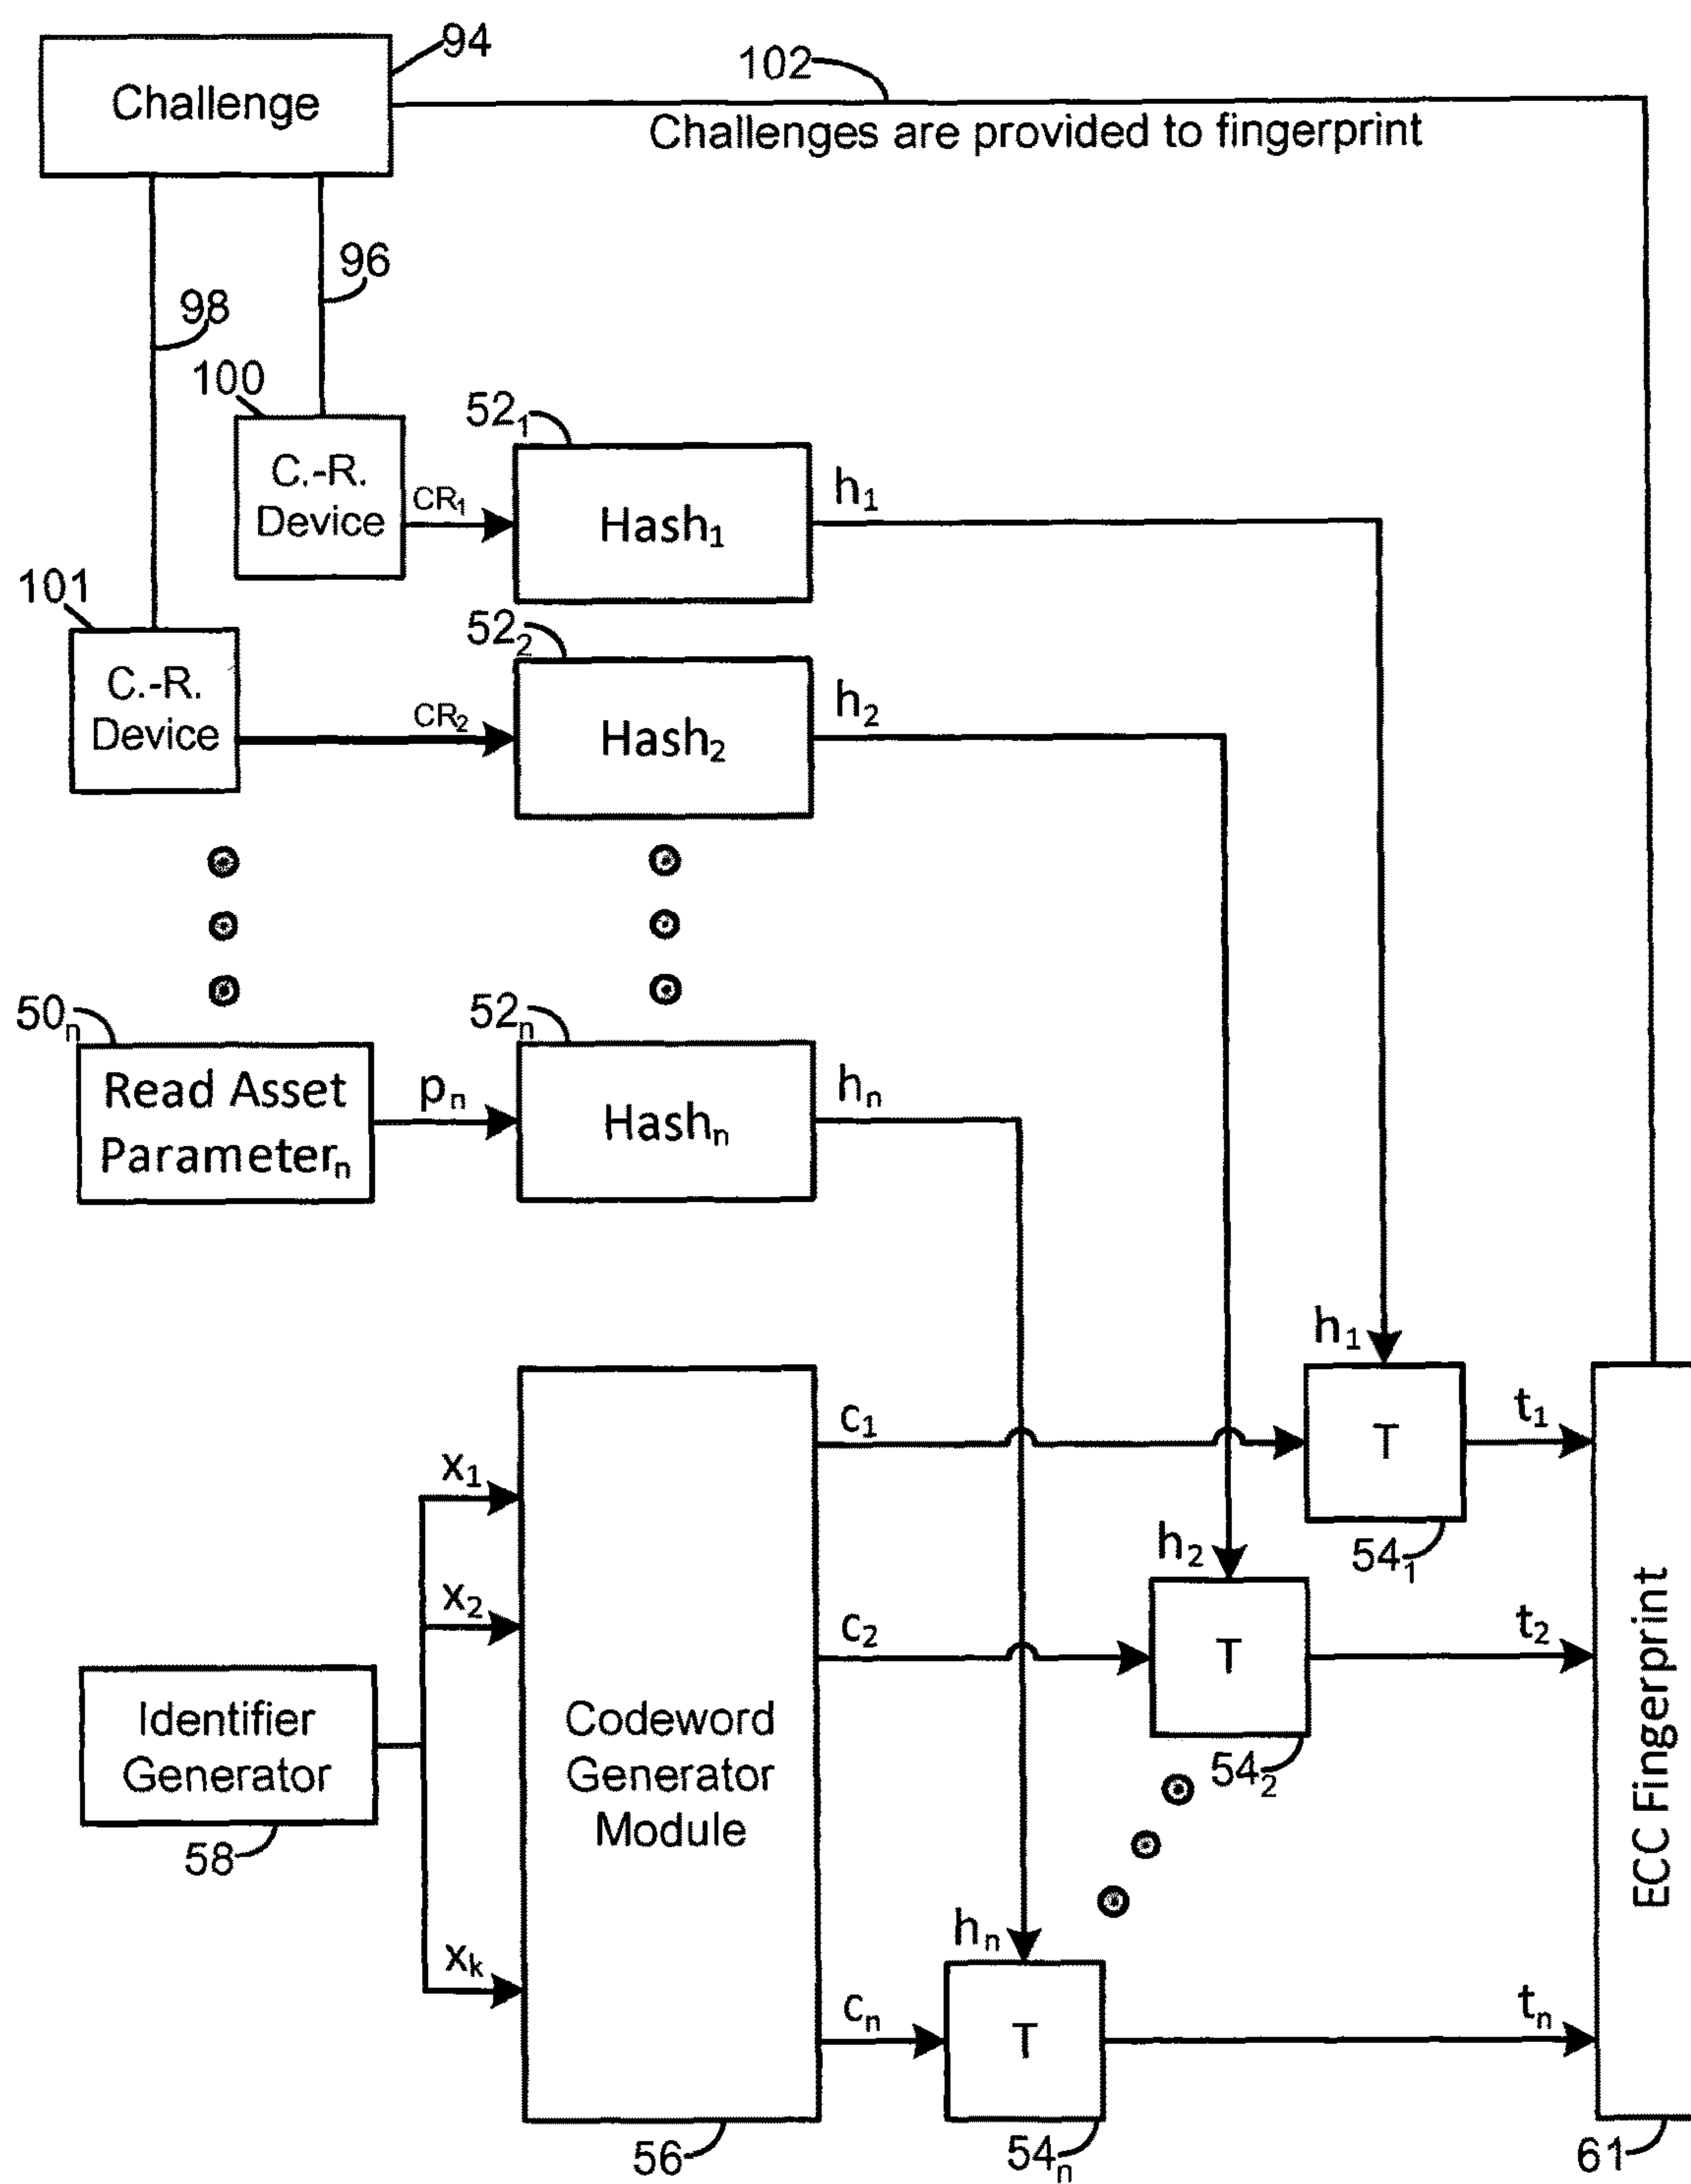 94
Challenge
102
Challenges are provided to fingerprint
96
98
100
C.-R.
Device
CR₁
52₁
Hash₁
h₁
101
C.-R.
Device
CR₂
52₂
Hash₂
h₂
50ₙ
Read Asset
Parameterₙ
pₙ
52ₙ
Hashₙ
hₙ
h₁
T
t₁
54₁
c₁
x₁
h₂
T
t₂
54₂
c₂
x₂
Identifier
Generator
58
Codeword
Generator
Module
56
xₖ
cₙ
hₙ
T
tₙ
54ₙ
ECC Fingerprint
61